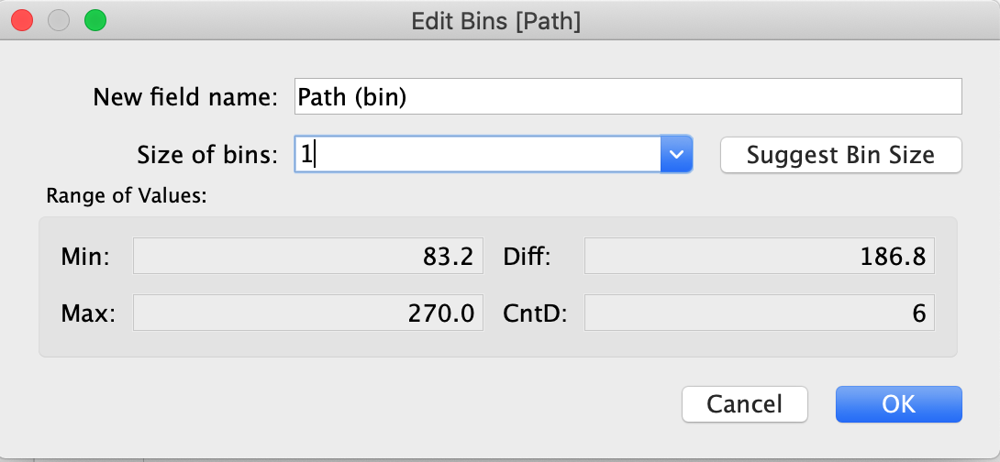 Edit Bins [Path]
New field name: Path (bin)
Size of bins: 1 Suggest Bin Size
Range of Values:
Min: 83.2 Diff: 186.8
Max: 270.0 CntD: 6
Cancel OK